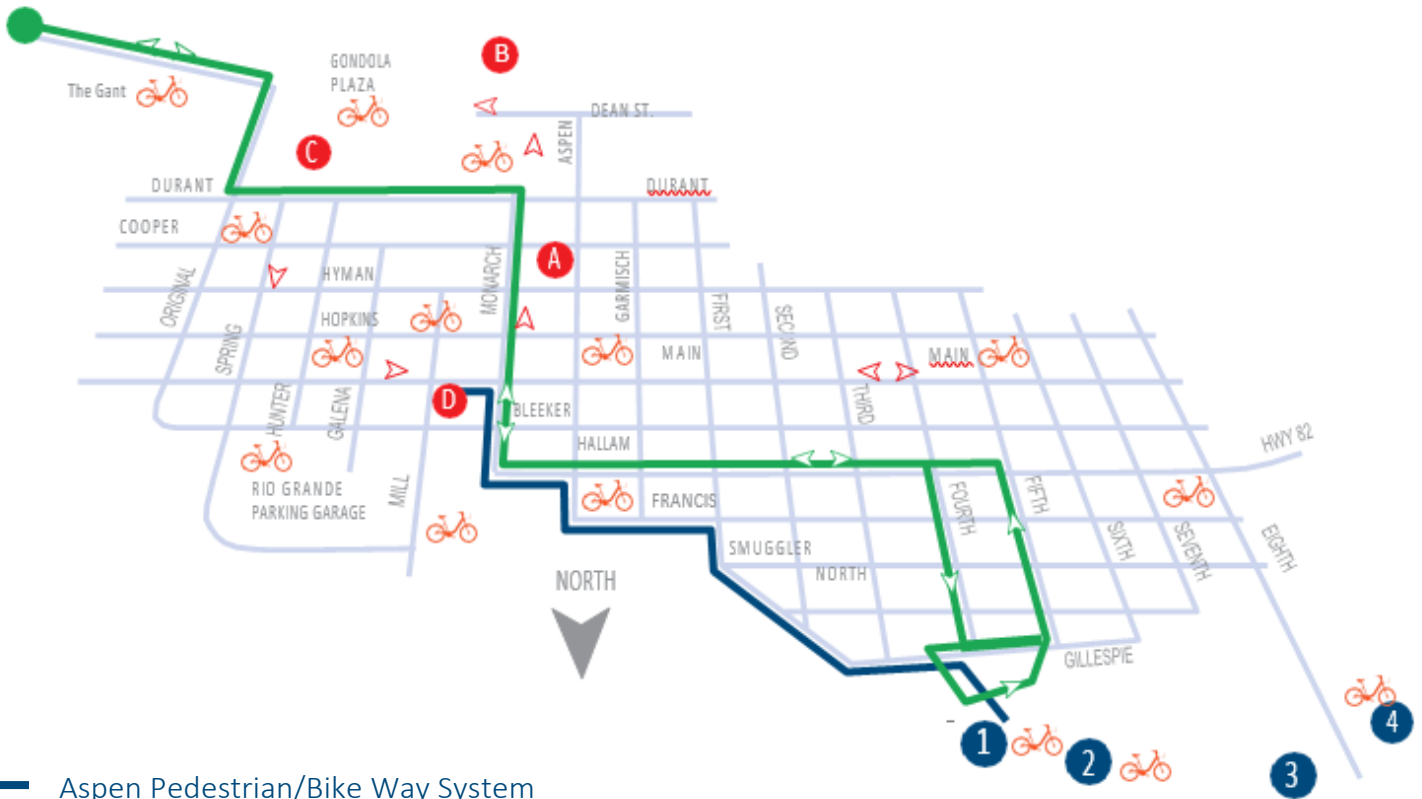 B
GONDOLA
PLAZA
The Gant
DEAN ST.
ASPEN
C
DURANT
DURANT
COOPER
A
MONARCH
GARMISCH
HYMAN
ORIGINAL
HOPKINS
FIRST
SECIND
SPRING
MAIN
MAIN
D
BLEEKER
HUNTER
GALENA
THIRD
HALLAM
HWY 82
RIO GRANDE
PARKING GARAGE
MILL
FRANCIS
FOURTH
FIFTH
SMUGGLER
SIXTH
SEVENTH
EIGHTH
NORTH
NORTH
GILLESPIE
1
2
3
4
Aspen Pedestrian/Bike Way System